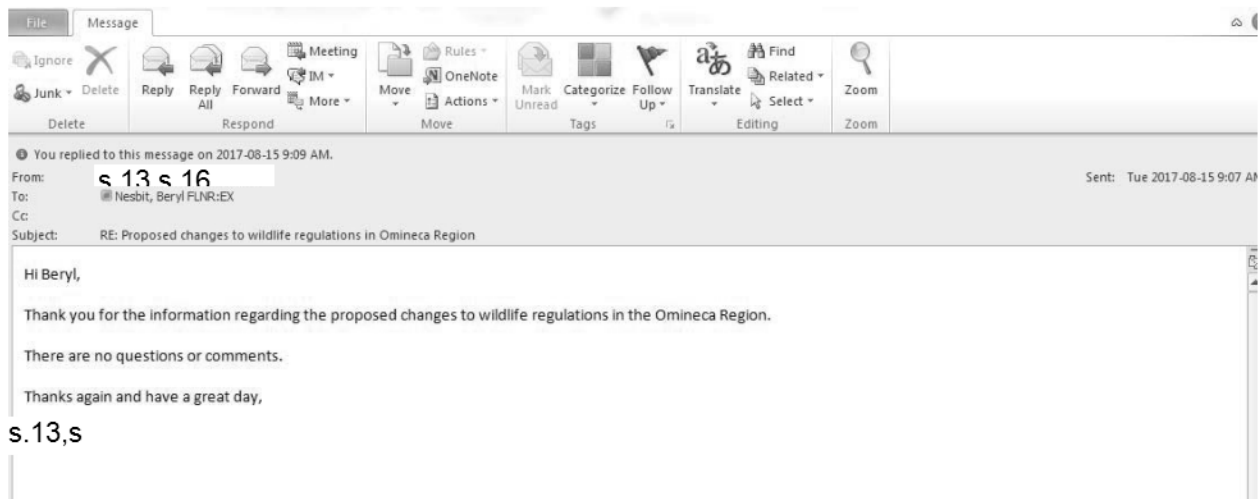 File Message
Ignore Meeting Rules Find
OneNote Related
Junk Delete Reply Reply All Forward IM Move Mark Unread Categorize Follow Up Translate Zoom
More Actions Select
Delete Respond Move Tags Editing Zoom
You replied to this message on 2017-08-15 9:09 AM.
From: s.13 s.16 Sent: Tue 2017-08-15 9:07 AM
To: Nesbit, Beryl FLNR:EX
Cc:
Subject: RE: Proposed changes to wildlife regulations in Omineca Region
Hi Beryl,
Thank you for the information regarding the proposed changes to wildlife regulations in the Omineca Region.
There are no questions or comments.
Thanks again and have a great day,
s.13,s